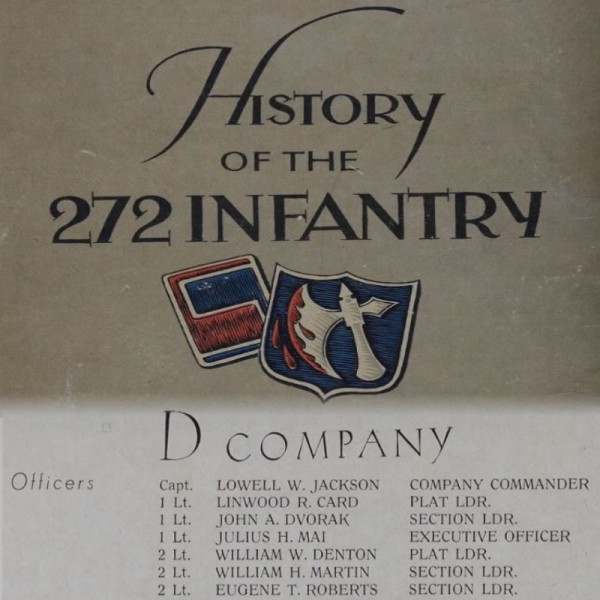 HISTORY
OF THE
272 INFANTRY
D COMPANY
Officers Capt. LOWELL W. JACKSON COMPANY COMMANDER
1 Lt. LINWOOD R. CARD PLAT LDR.
1 Lt. JOHN A. DVORAK SECTION LDR.
1 Lt. JULIUS H. MAI EXECUTIVE OFFICER
2 Lt. WILLIAM W. DENTON PLAT LDR.
2 Lt. WILLIAM H. MARTIN SECTION LDR.
2 Lt. EUGENE T. ROBERTS SECTION LDR.